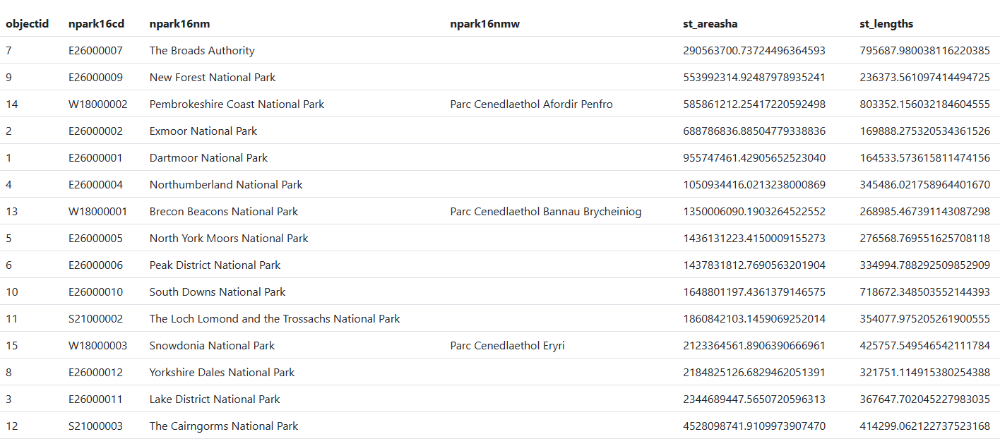 objectid npark16cd npark16nm npark16nmw st_areasha st_lengths
7 E26000007 The Broads Authority 290563700.73724496364593 795687.980038116220385
9 E26000009 New Forest National Park 553992314.92487978935241 236373.561097414494725
14 W18000002 Pembrokeshire Coast National Park Parc Cenedlaethol Afordir Penfro 585861212.25417220592498 803352.156032184604555
2 E26000002 Exmoor National Park 688786836.88504779338836 169888.275320534361526
1 E26000001 Dartmoor National Park 955747461.42905652523040 164533.573615811474156
4 E26000004 Northumberland National Park 1050934416.0213238000869 345486.021758964401670
13 W18000001 Brecon Beacons National Park Parc Cenedlaethol Bannau Brycheiniog 1350006090.1903264522552 268985.467391143087298
5 E26000005 North York Moors National Park 1436131223.4150009155273 276568.769551625708118
6 E26000006 Peak District National Park 1437831812.7690563201904 334994.788292509852909
10 E26000010 South Downs National Park 1648801197.4361379146575 718672.348503552144393
11 S21000002 The Loch Lomond and the Trossachs National Park 1860842103.1459069252014 354077.975205261900555
15 W18000003 Snowdonia National Park Parc Cenedlaethol Eryri 2123364561.8906390666961 425757.549546542111784
8 E26000012 Yorkshire Dales National Park 2184825126.6829462051391 321751.114915380254388
3 E26000011 Lake District National Park 2344689447.5650720596313 367647.702045227983035
12 S21000003 The Cairngorms National Park 4528098741.9109973907470 414299.062122737523168